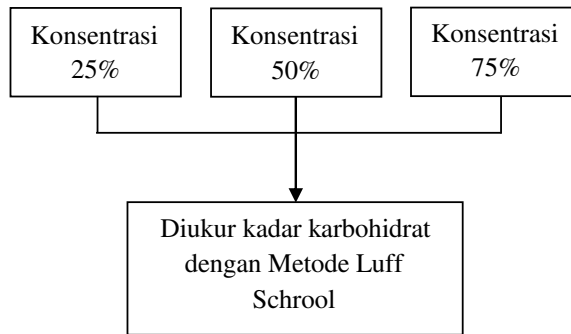 Konsentrasi
25%
Konsentrasi
50%
Konsentrasi
75%
Diukur kadar karbohidrat
dengan Metode Luff
Schrool